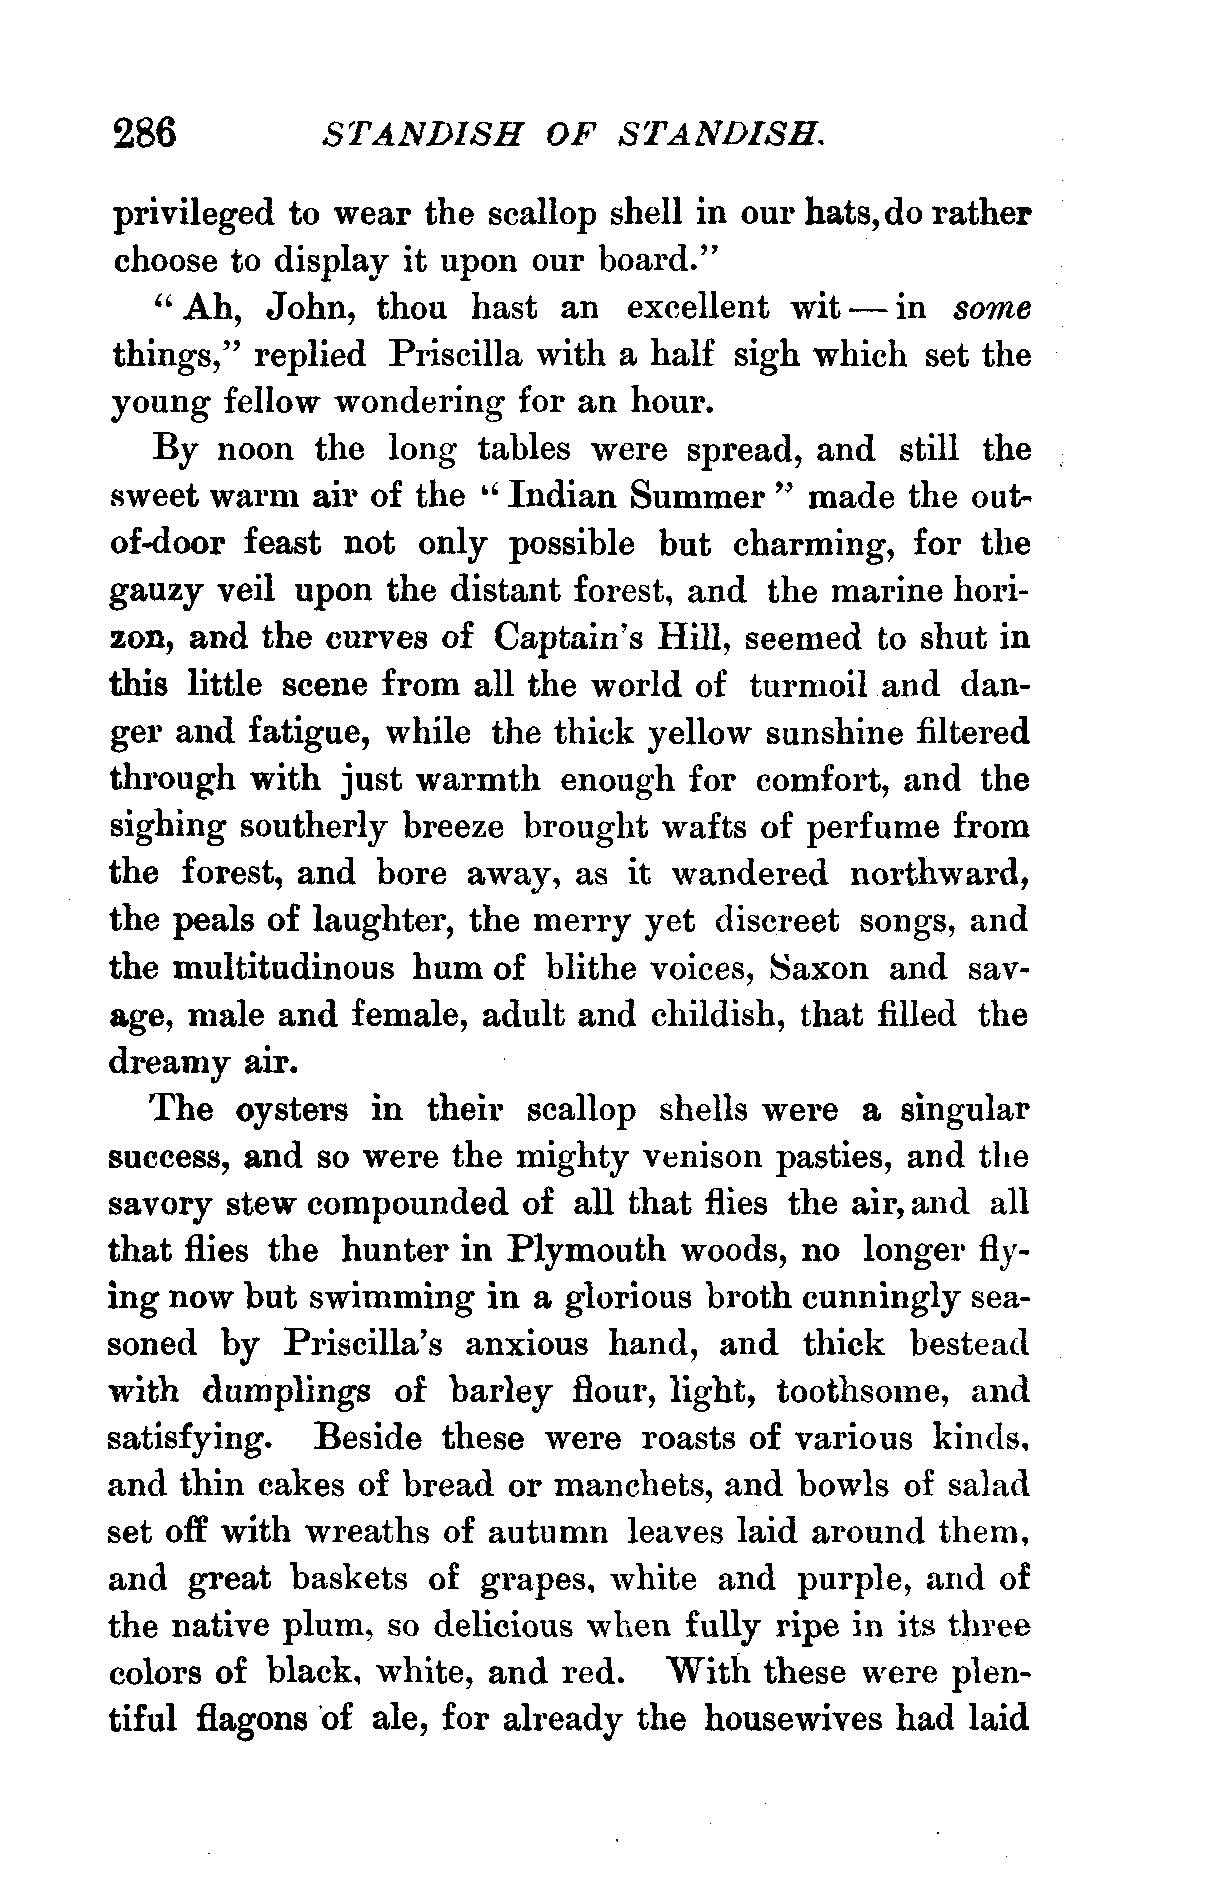 286 STANDISH OF STANDISH.
privileged to wear the scallop shell in our hats, do rather
choose to display it upon our board."
"Ah, John, thou hast an excellent wit — in some
things," replied Priscilla with a half sigh which set the
young fellow wondering for an hour.
By noon the long tables were spread, and still the
sweet warm air of the "Indian Summer" made the out-
of-door feast not only possible but charming, for the
gauzy veil upon the distant forest, and the marine hori-
zon, and the curves of Captain's Hill, seemed to shut in
this little scene from all the world of turmoil and dan-
ger and fatigue, while the thick yellow sunshine filtered
through with just warmth enough for comfort, and the
sighing southerly breeze brought wafts of perfume from
the forest, and bore away, as it wandered northward,
the peals of laughter, the merry yet discreet songs, and
the multitudinous hum of blithe voices, Saxon and sav-
age, male and female, adult and childish, that filled the
dreamy air.
The oysters in their scallop shells were a singular
success, and so were the mighty venison pasties, and the
savory stew compounded of all that flies the air, and all
that flies the hunter in Plymouth woods, no longer fly-
ing now but swimming in a glorious broth cunningly sea-
soned by Priscilla's anxious hand, and thick bestead
with dumplings of barley flour, light, toothsome, and
satisfying. Beside these were roasts of various kinds,
and thin cakes of bread or manchets, and bowls of salad
set off with wreaths of autumn leaves laid around them,
and great baskets of grapes, white and purple, and of
the native plum, so delicious when fully ripe in its three
colors of black, white, and red. With these were plen-
tiful flagons of ale, for already the housewives had laid